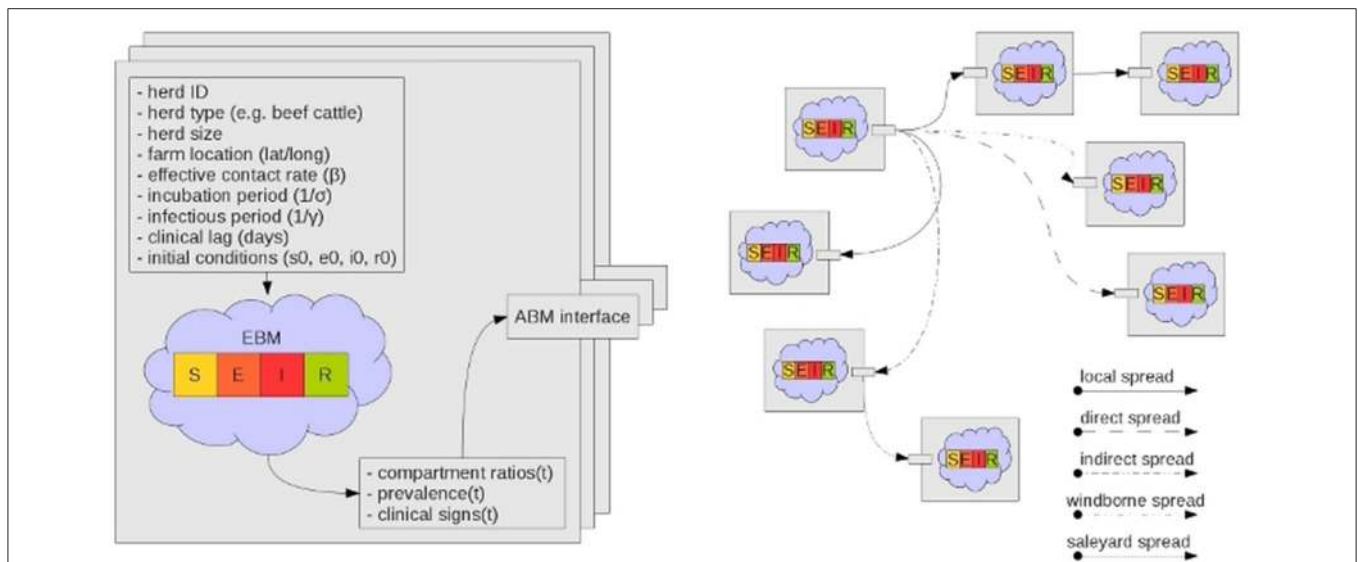 - herd ID
- herd type (e.g. beef cattle)
- herd size
- farm location (lat/long)
- effective contact rate (β)
- incubation period (1/σ)
- infectious period (1/γ)
- clinical lag (days)
- initial conditions (s0, e0, i0, r0)
EBM
S E I R
ABM interface
- compartment ratios(t)
- prevalence(t)
- clinical signs(t)
SEIR
SEIR
SEIR
SEIR
SEIR
SEIR
SEIR
SEIR
local spread
direct spread
indirect spread
windborne spread
saleyard spread